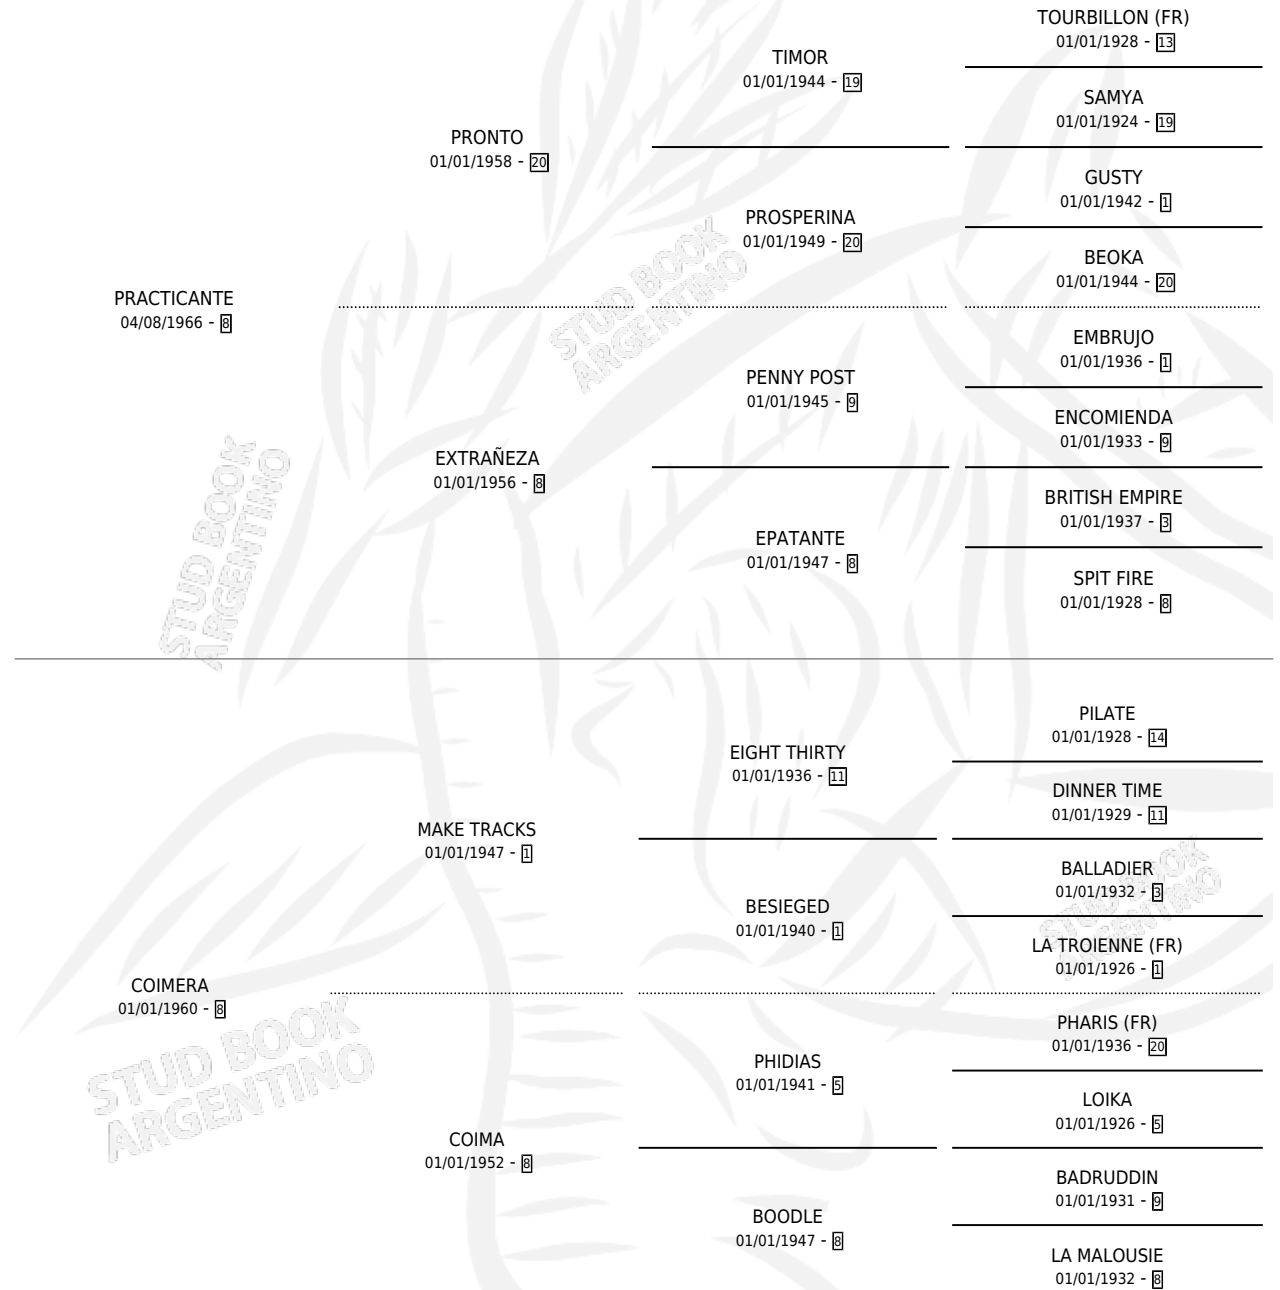 TOURBILLON (FR)
01/01/1928 - 13
TIMOR
01/01/1944 - 19
SAMYA
01/01/1924 - 19
PRONTO
01/01/1958 - 20
GUSTY
01/01/1942 - 1
PROSPERINA
01/01/1949 - 20
BEOKA
01/01/1944 - 20
PRACTICANTE
04/08/1966 - 8
EMBRUJO
01/01/1936 - 1
PENNY POST
01/01/1945 - 9
ENCOMIENDA
01/01/1933 - 9
EXTRAÑEZA
01/01/1956 - 8
BRITISH EMPIRE
01/01/1937 - 3
EPATANTE
01/01/1947 - 8
SPIT FIRE
01/01/1928 - 8
STUD BOOK
ARGENTINO
STUD BOOK
ARGENTINO
PILATE
01/01/1928 - 14
EIGHT THIRTY
01/01/1936 - 11
DINNER TIME
01/01/1929 - 11
MAKE TRACKS
01/01/1947 - 1
BALLADIER
01/01/1932 - 3
BESIEGED
01/01/1940 - 1
LA TROIENNE (FR)
01/01/1926 - 1
COIMERA
01/01/1960 - 8
PHARIS (FR)
01/01/1936 - 20
PHIDIAS
01/01/1941 - 5
LOIKA
01/01/1926 - 5
COIMA
01/01/1952 - 8
BADRUDDIN
01/01/1931 - 9
BOODLE
01/01/1947 - 8
LA MALOUSIE
01/01/1932 - 8
STUD BOOK
ARGENTINO
STUD BOOK
ARGENTINO